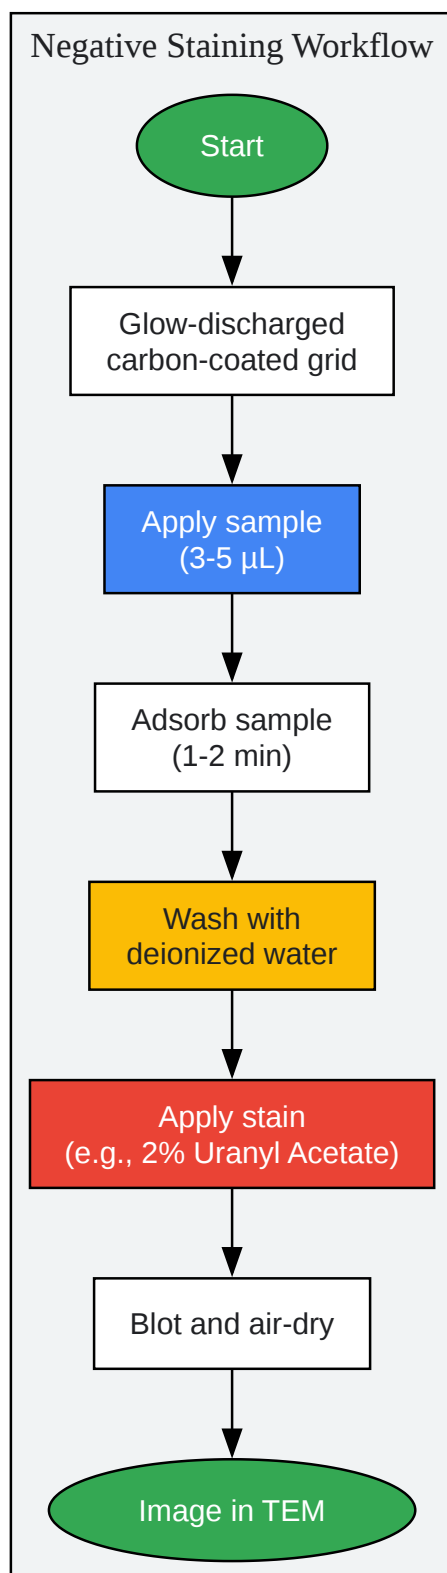 Negative Staining Workflow
Start
Glow-discharged
carbon-coated grid
Apply sample
(3-5 µL)
Adsorb sample
(1-2 min)
Wash with
deionized water
Apply stain
(e.g., 2% Uranyl Acetate)
Blot and air-dry
Image in TEM